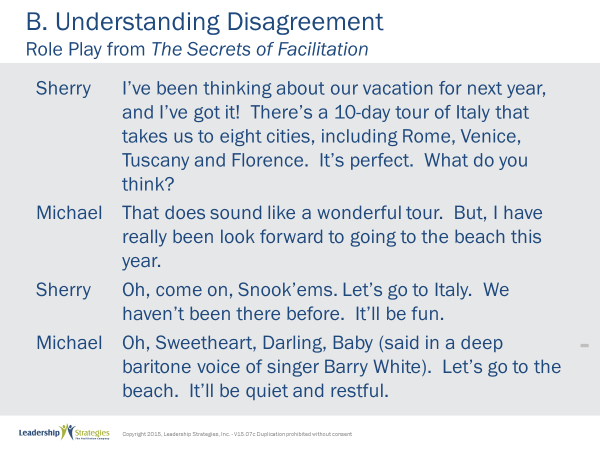 B. Understanding Disagreement
Role Play from The Secrets of Facilitation
Sherry I’ve been thinking about our vacation for next year,
and I’ve got it!  There’s a 10-day tour of Italy that
takes us to eight cities, including Rome, Venice,
Tuscany and Florence.  It’s perfect.  What do you
think?
Michael That does sound like a wonderful tour.  But, I have
really been look forward to going to the beach this
year.
Sherry Oh, come on, Snook’ems. Let’s go to Italy.  We
haven’t been there before.  It’ll be fun.
Michael Oh, Sweetheart, Darling, Baby (said in a deep
baritone voice of singer Barry White).  Let’s go to the
beach.  It’ll be quiet and restful.
Leadership Strategies
The Facilitation Company
Copyright 2015, Leadership Strategies, Inc. - V15.07c Duplication prohibited without consent